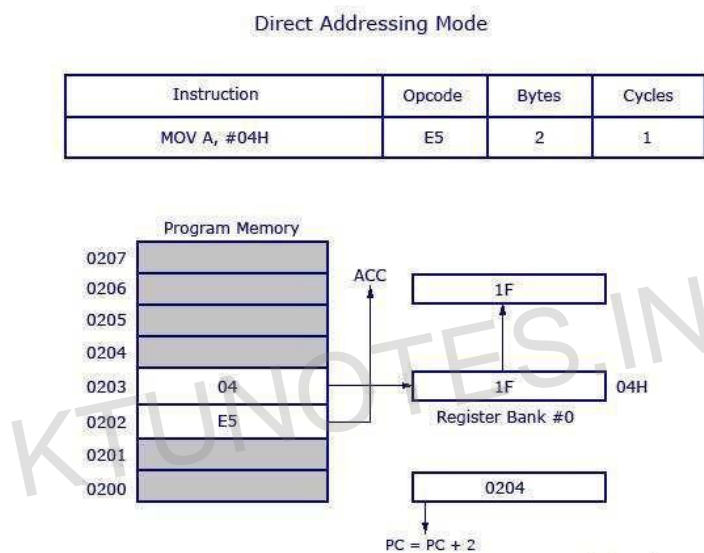 Direct Addressing Mode
Instruction Opcode Bytes Cycles
MOV A, #04H E5 2 1
Program Memory
0207
0206
0205
0204
0203 04
0202 E5
0201
0200
ACC
1F
1F 04H
Register Bank #0
0204
PC = PC + 2
KTUNOTES.IN